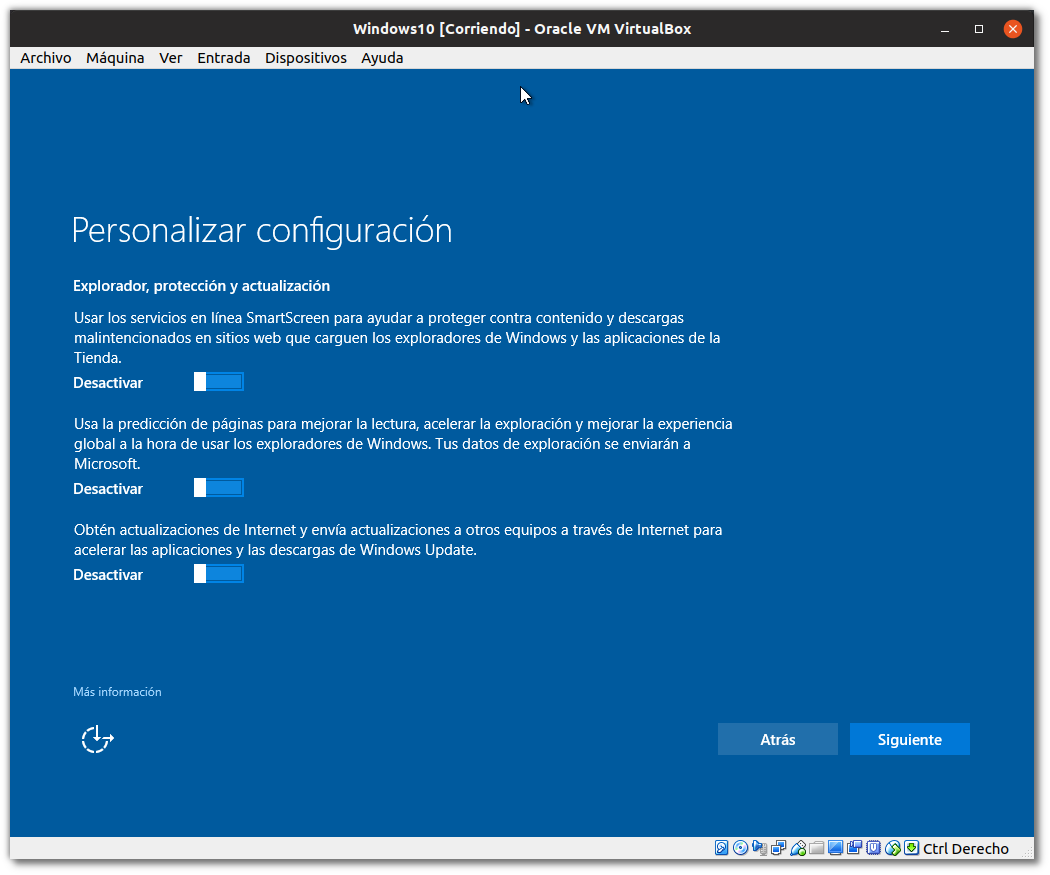 Windows10 [Corriendo] - Oracle VM VirtualBox
Archivo Máquina Ver Entrada Dispositivos Ayuda
Personalizar configuración
Explorador, protección y actualización
Usar los servicios en línea SmartScreen para ayudar a proteger contra contenido y descargas
malintencionados en sitios web que carguen los exploradores de Windows y las aplicaciones de la
Tienda.
Desactivar
Usa la predicción de páginas para mejorar la lectura, acelerar la exploración y mejorar la experiencia
global a la hora de usar los exploradores de Windows. Tus datos de exploración se enviarán a
Microsoft.
Desactivar
Obtén actualizaciones de Internet y envía actualizaciones a otros equipos a través de Internet para
acelerar las aplicaciones y las descargas de Windows Update.
Desactivar
Más información
Atrás Siguiente
Ctrl Derecho